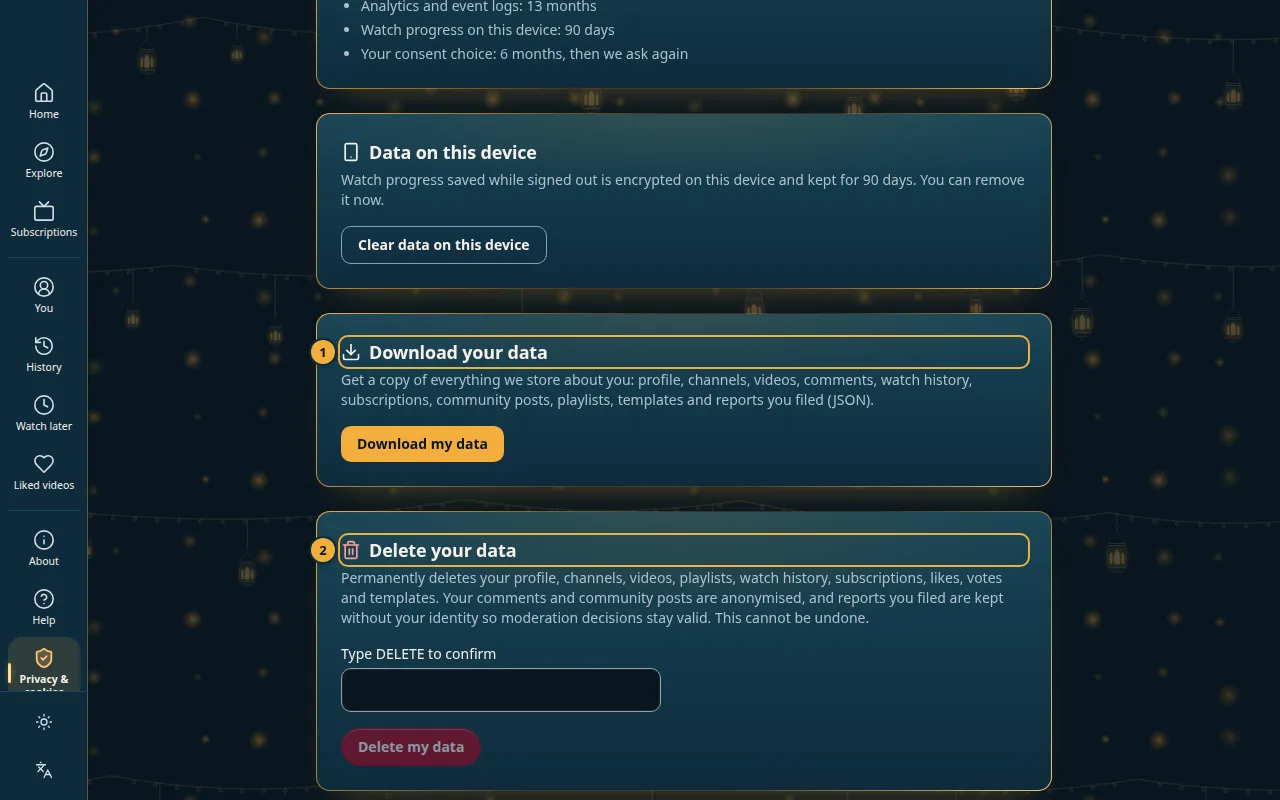 Home
Explore
Subscriptions
You
History
Watch later
Liked videos
About
Help
Privacy &
cookies
Analytics and event logs: 13 months
Watch progress on this device: 90 days
Your consent choice: 6 months, then we ask again
Data on this device
Watch progress saved while signed out is encrypted on this device and kept for 90 days. You can remove
it now.
Clear data on this device
1
Download your data
Get a copy of everything we store about you: profile, channels, videos, comments, watch history,
subscriptions, community posts, playlists, templates and reports you filed (JSON).
Download my data
2
Delete your data
Permanently deletes your profile, channels, videos, playlists, watch history, subscriptions, likes, votes
and templates. Your comments and community posts are anonymised, and reports you filed are kept
without your identity so moderation decisions stay valid. This cannot be undone.
Type DELETE to confirm
Delete my data